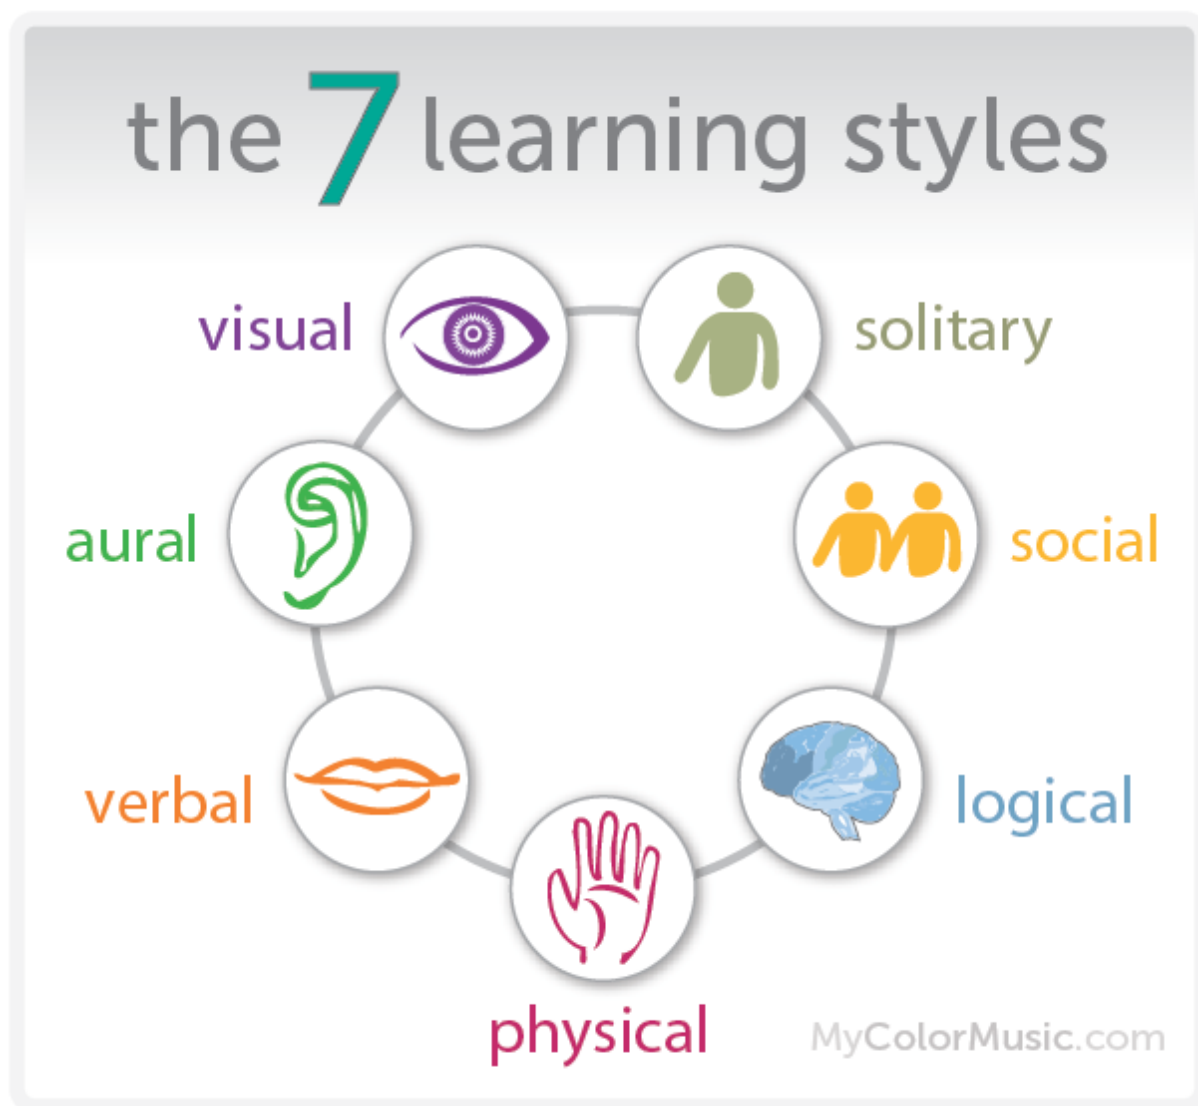 the 7 learning styles
visual
solitary
aural
social
verbal
logical
physical
MyColorMusic.com